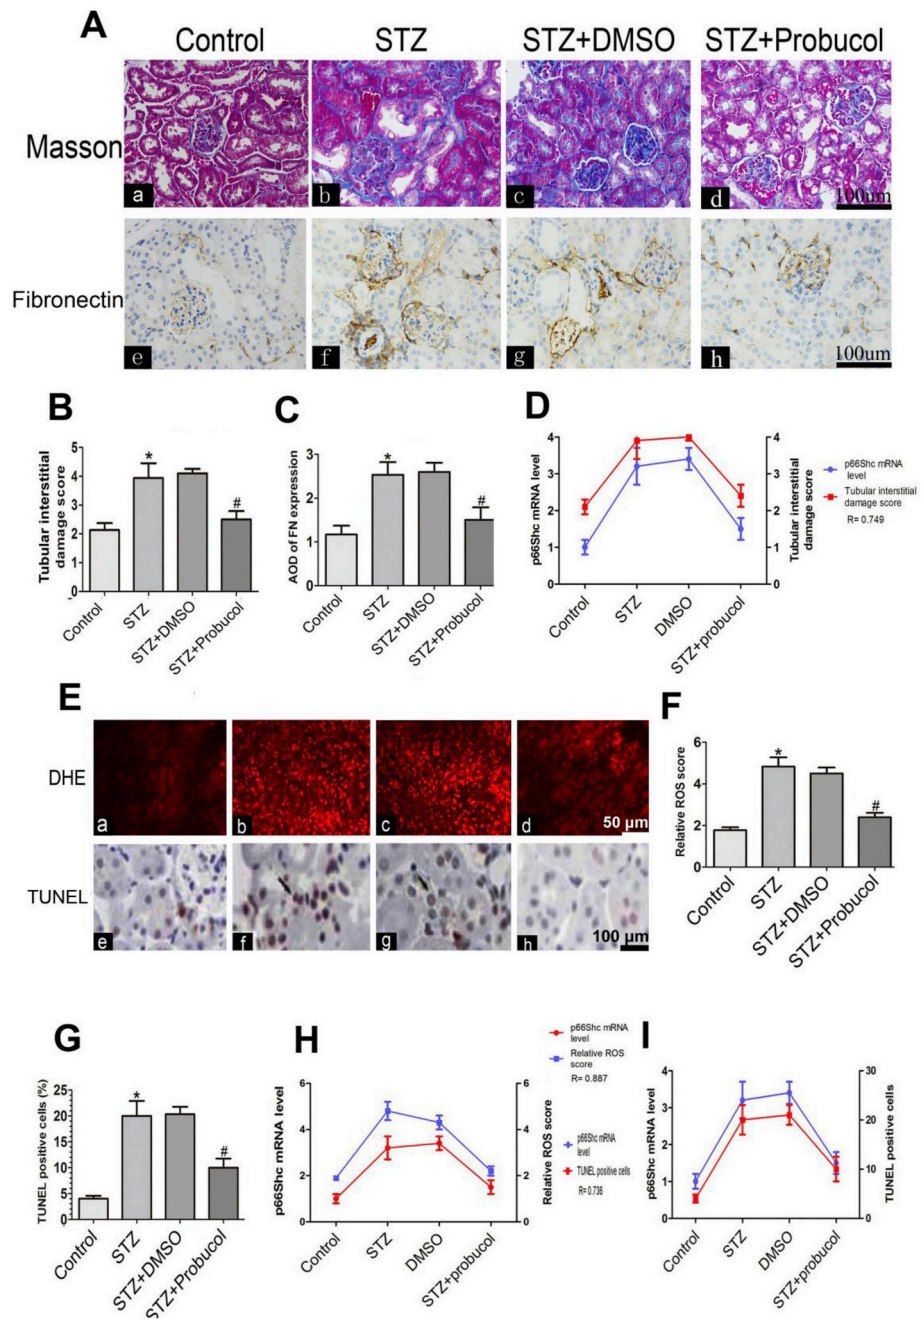 A
Control
STZ
STZ+DMSO
STZ+Probucol
Masson
a
b
c
d
100um
Fibronectin
e
f
g
h
100um
B
Tubular interstitial
damage score
5
4
3
2
1
0
*
#
Control
STZ
STZ+DMSO
STZ+Probucol
C
AOD of FN expression
3
2
1
0
*
#
Control
STZ
STZ+DMSO
STZ+Probucol
D
p66Shc mRNA level
4
3
2
1
0
Control
STZ
DMSO
STZ+probucol
4
3
2
1
0
Tubular interstitial
damage score
p66Shc mRNA
level
Tubular interstitial
damage score
R= 0.749
E
DHE
a
b
c
d
50 µm
TUNEL
e
f
g
h
100 µm
F
Relative ROS score
6
4
2
0
*
#
Control
STZ
STZ+DMSO
STZ+Probucol
G
TUNEL positive cells (%)
25
20
15
10
5
0
*
#
Control
STZ
STZ+DMSO
STZ+Probucol
H
p66Shc mRNA level
6
4
2
0
Control
STZ
DMSO
STZ+probucol
6
4
2
0
Relative ROS score
p66Shc mRNA
level
Relative ROS
score
R= 0.887
p66Shc mRNA
level
TUNEL positive cells
R= 0.736
I
p66Shc mRNA level
4
3
2
1
0
Control
STZ
DMSO
STZ+probucol
30
20
10
0
TUNEL positive cells